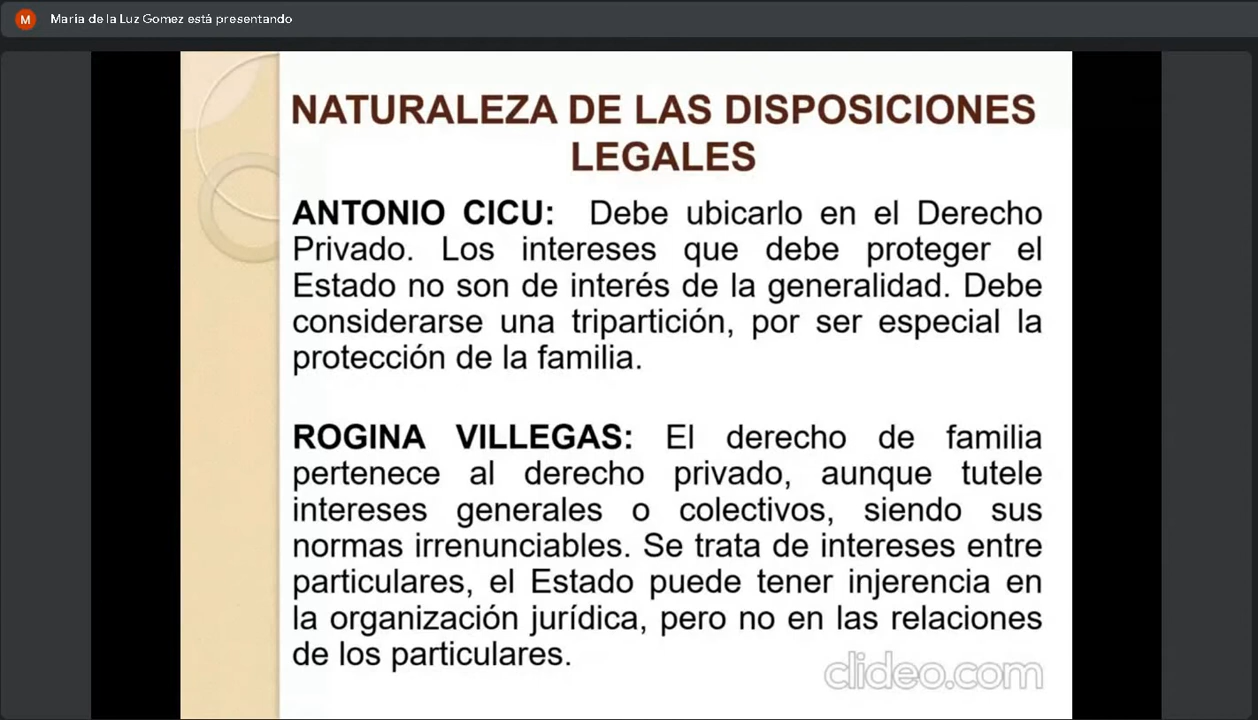 M Maria de la Luz Gomez está presentando
NATURALEZA DE LAS DISPOSICIONES
LEGALES
ANTONIO CICU: Debe ubicarlo en el Derecho
Privado. Los intereses que debe proteger el
Estado no son de interés de la generalidad. Debe
considerarse una tripartición, por ser especial la
protección de la familia.
ROGINA VILLEGAS: El derecho de familia
pertenece al derecho privado, aunque tutele
intereses generales o colectivos, siendo sus
normas irrenunciables. Se trata de intereses entre
particulares, el Estado puede tener injerencia en
la organización jurídica, pero no en las relaciones
de los particulares.
clideo.com